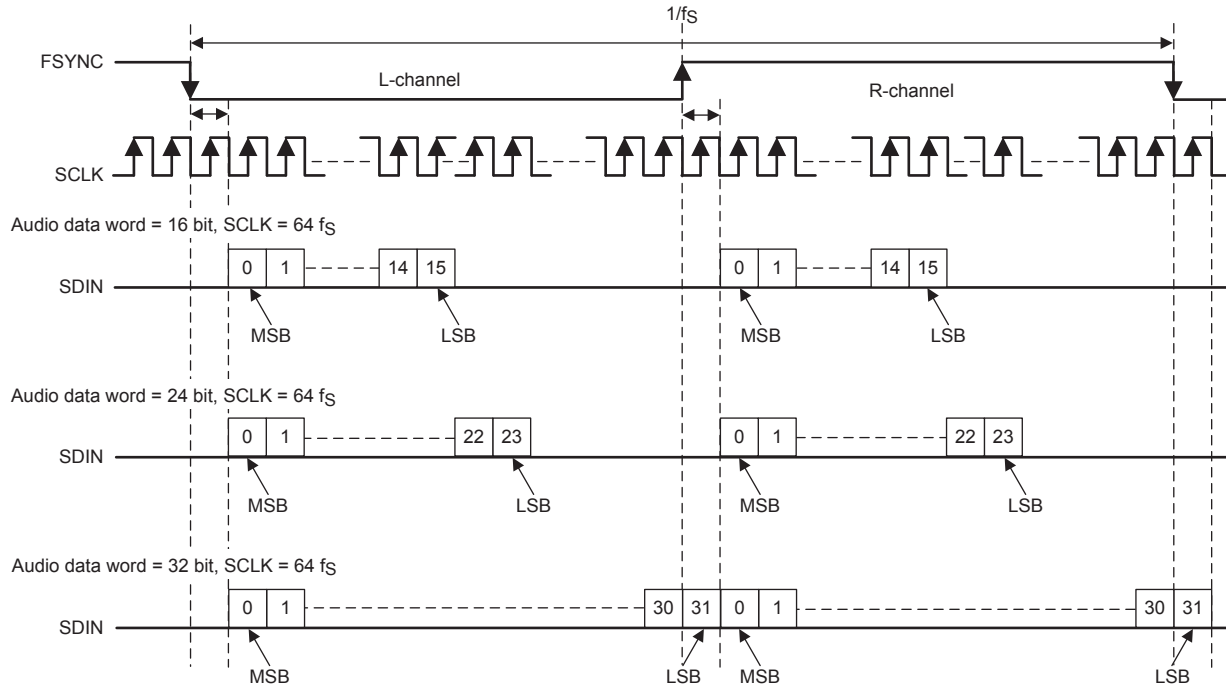 1/fS
FSYNC
L-channel
R-channel
SCLK
Audio data word = 16 bit, SCLK = 64 fS
0 1 14 15 0 1 14 15
SDIN
MSB LSB MSB LSB
Audio data word = 24 bit, SCLK = 64 fS
0 1 22 23 0 1 22 23
SDIN
MSB LSB MSB LSB
Audio data word = 32 bit, SCLK = 64 fS
0 1 30 31 0 1 30 31
SDIN
MSB LSB MSB LSB